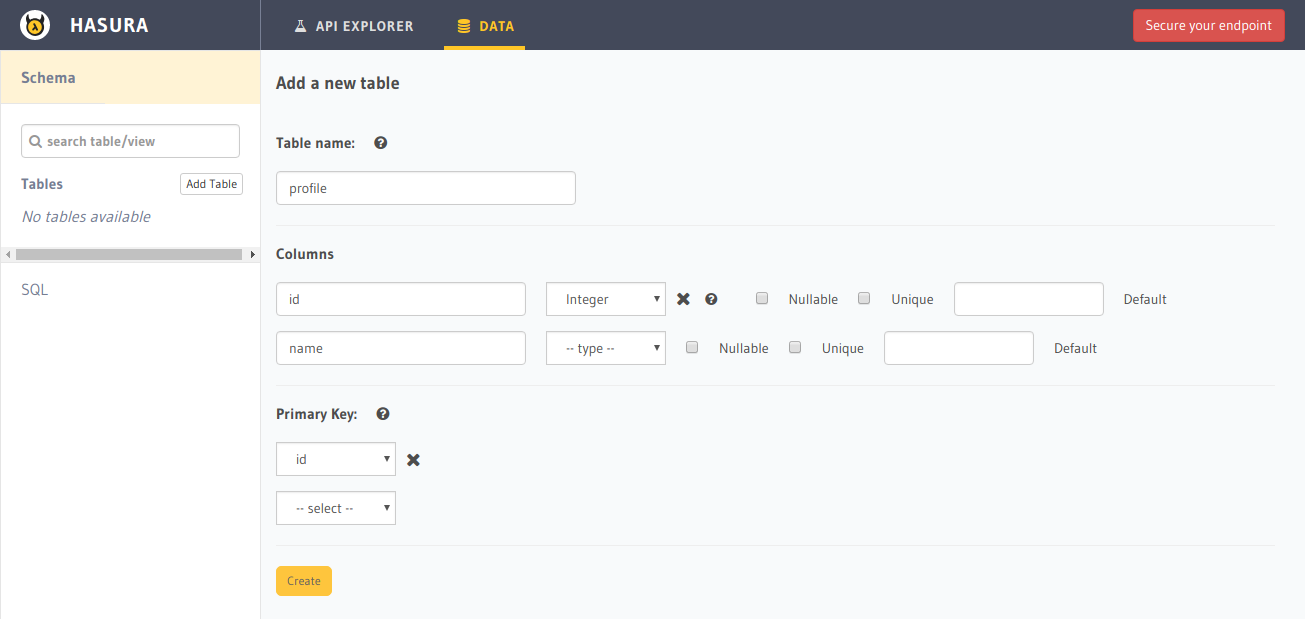 HASURA
API EXPLORER
DATA
Secure your endpoint
Schema
search table/view
Tables
Add Table
No tables available
SQL
Add a new table
Table name:
profile
Columns
id Integer Nullable Unique Default
name -- type -- Nullable Unique Default
Primary Key:
id
-- select --
Create